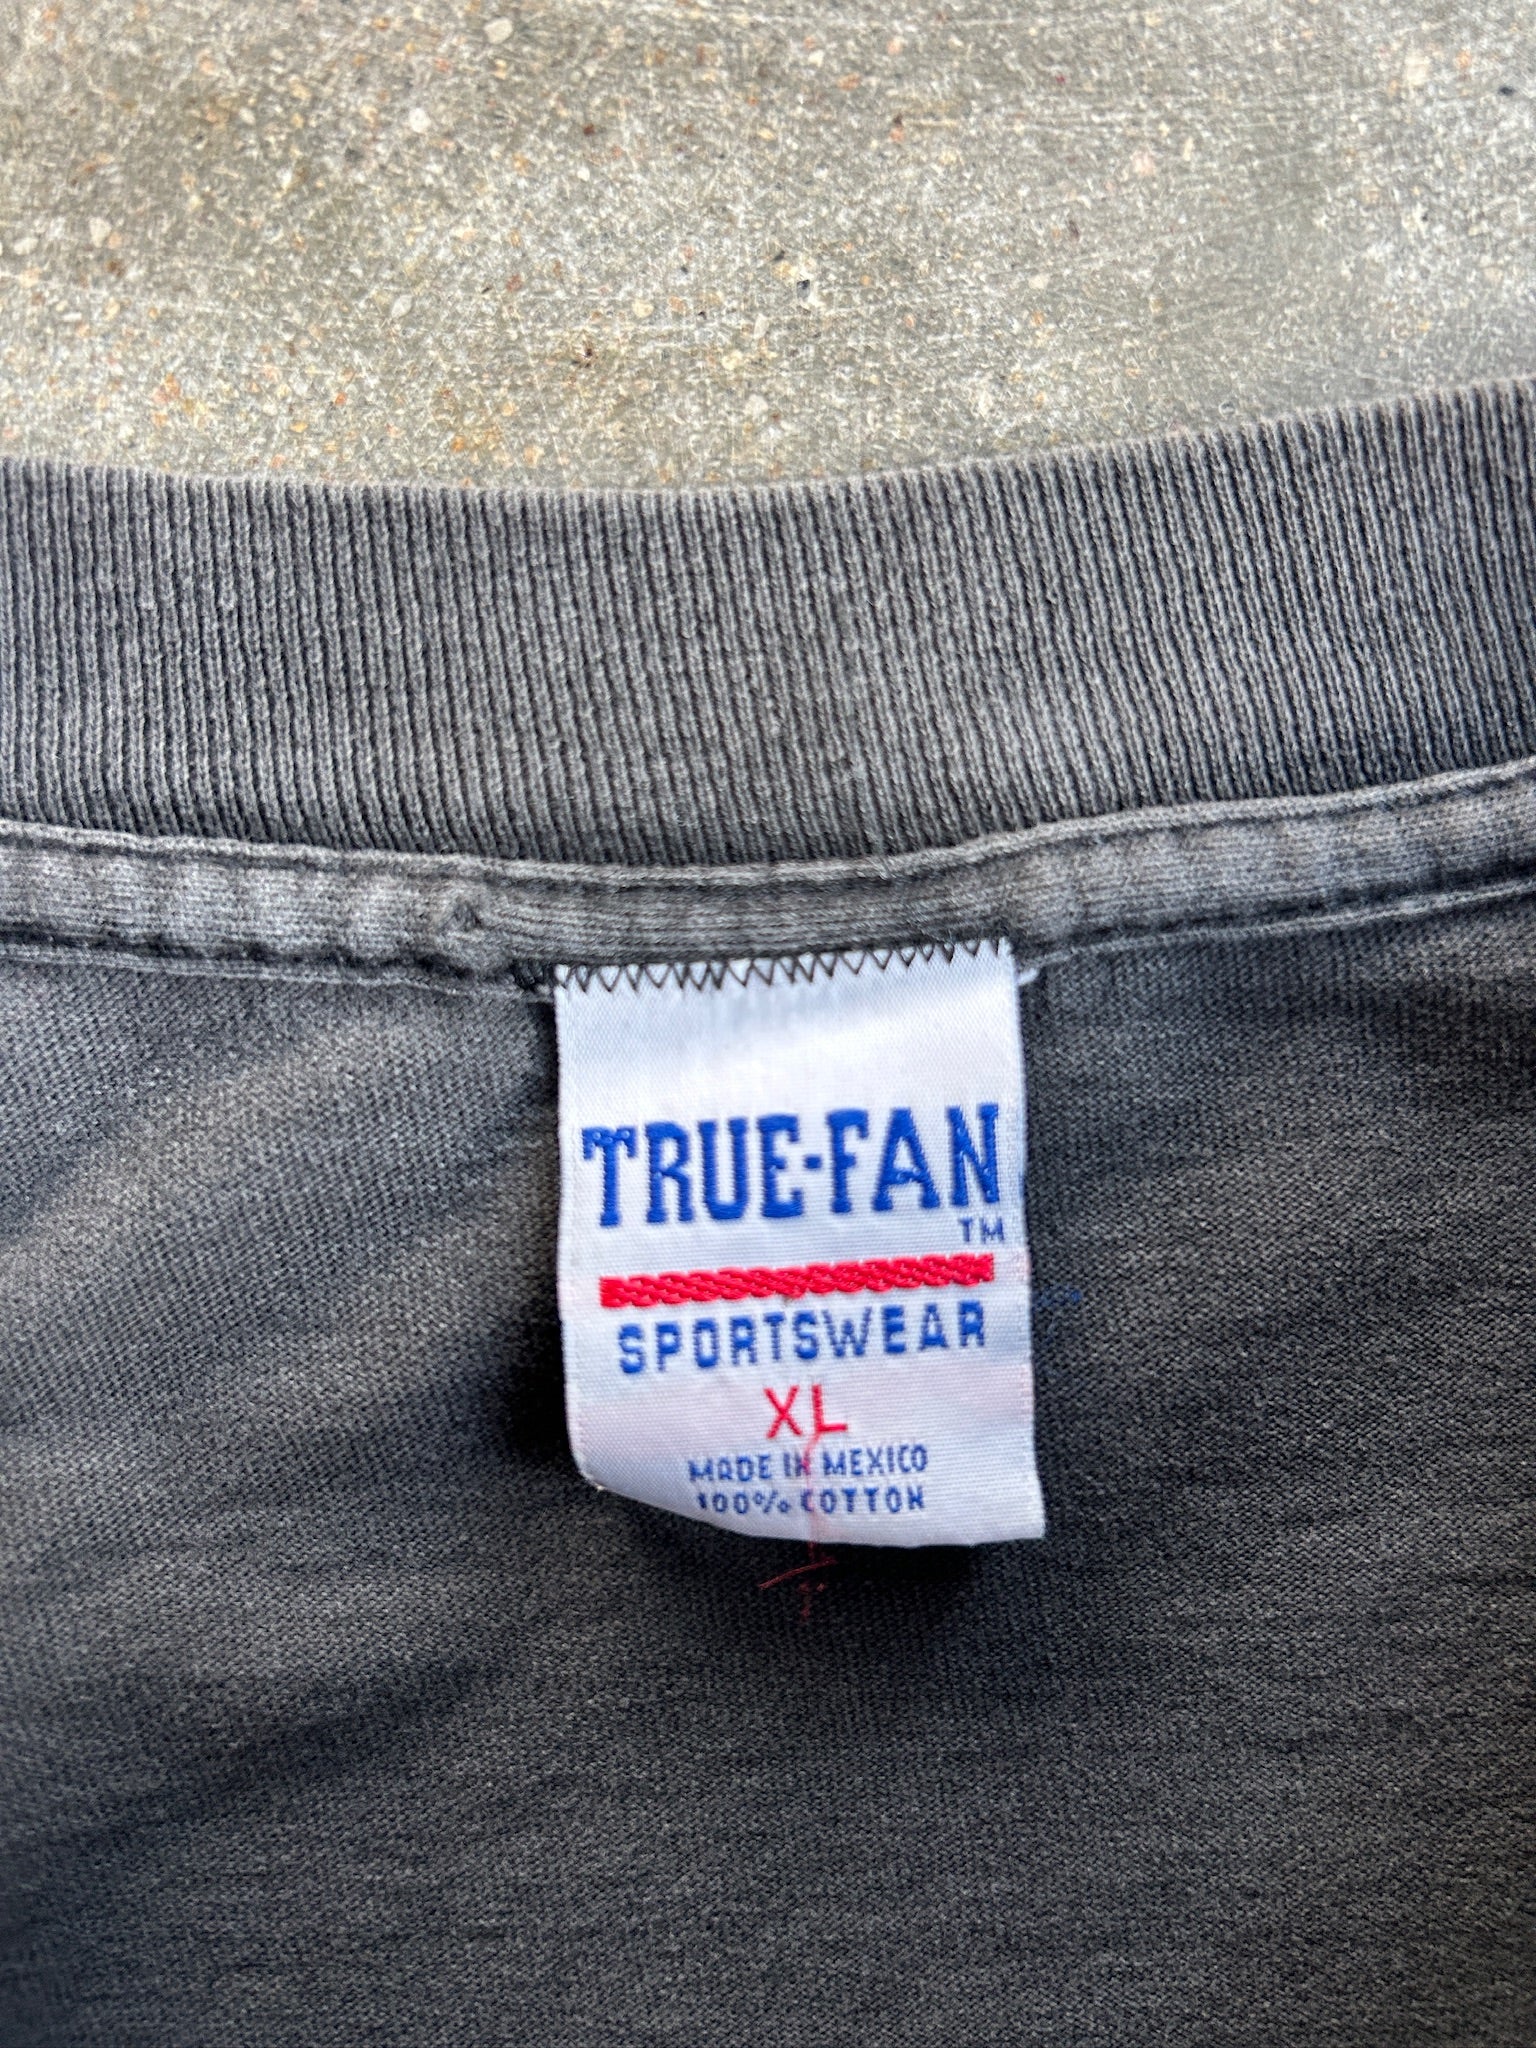 TRUE-FAN
TM
SPORTSWEAR
XL
MADE IN MEXICO
100% COTTON